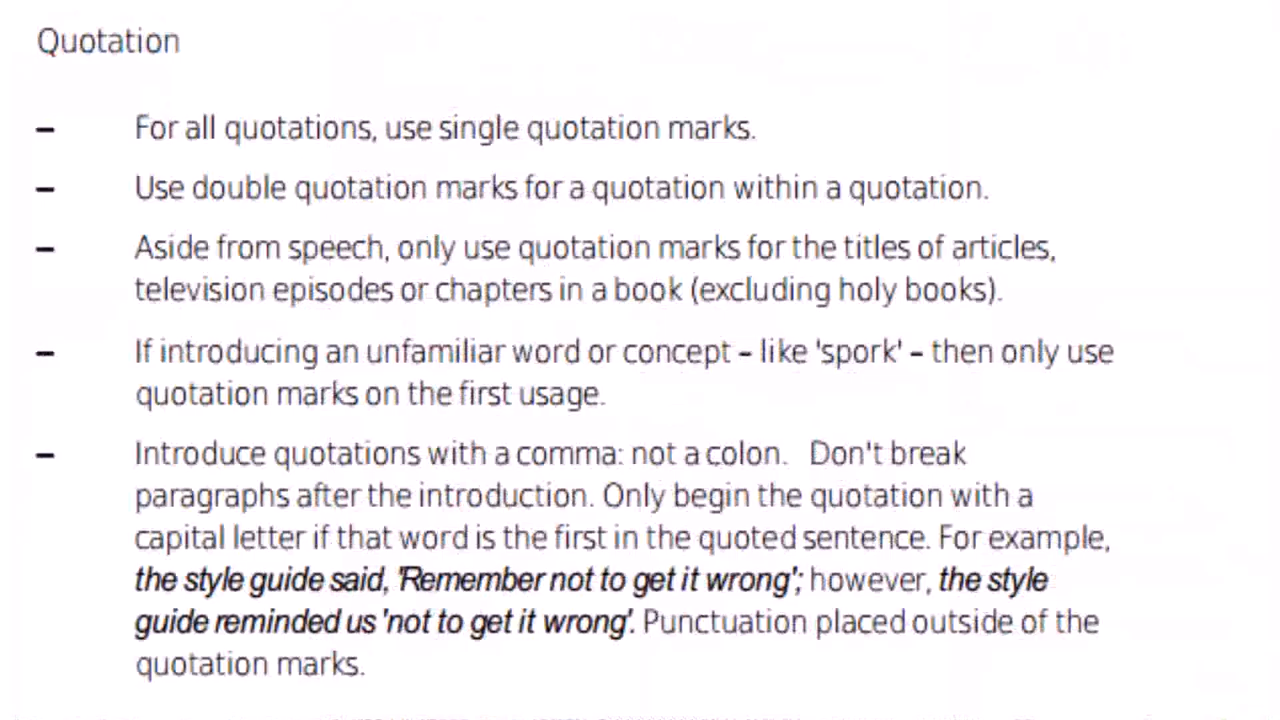 Quotation
– For all quotations, use single quotation marks.
– Use double quotation marks for a quotation within a quotation.
– Aside from speech, only use quotation marks for the titles of articles,
television episodes or chapters in a book (excluding holy books).
– If introducing an unfamiliar word or concept – like 'spork' – then only use
quotation marks on the first usage.
– Introduce quotations with a comma: not a colon. Don't break
paragraphs after the introduction. Only begin the quotation with a
capital letter if that word is the first in the quoted sentence. For example,
the style guide said, 'Remember not to get it wrong'; however, the style
guide reminded us 'not to get it wrong'. Punctuation placed outside of the
quotation marks.